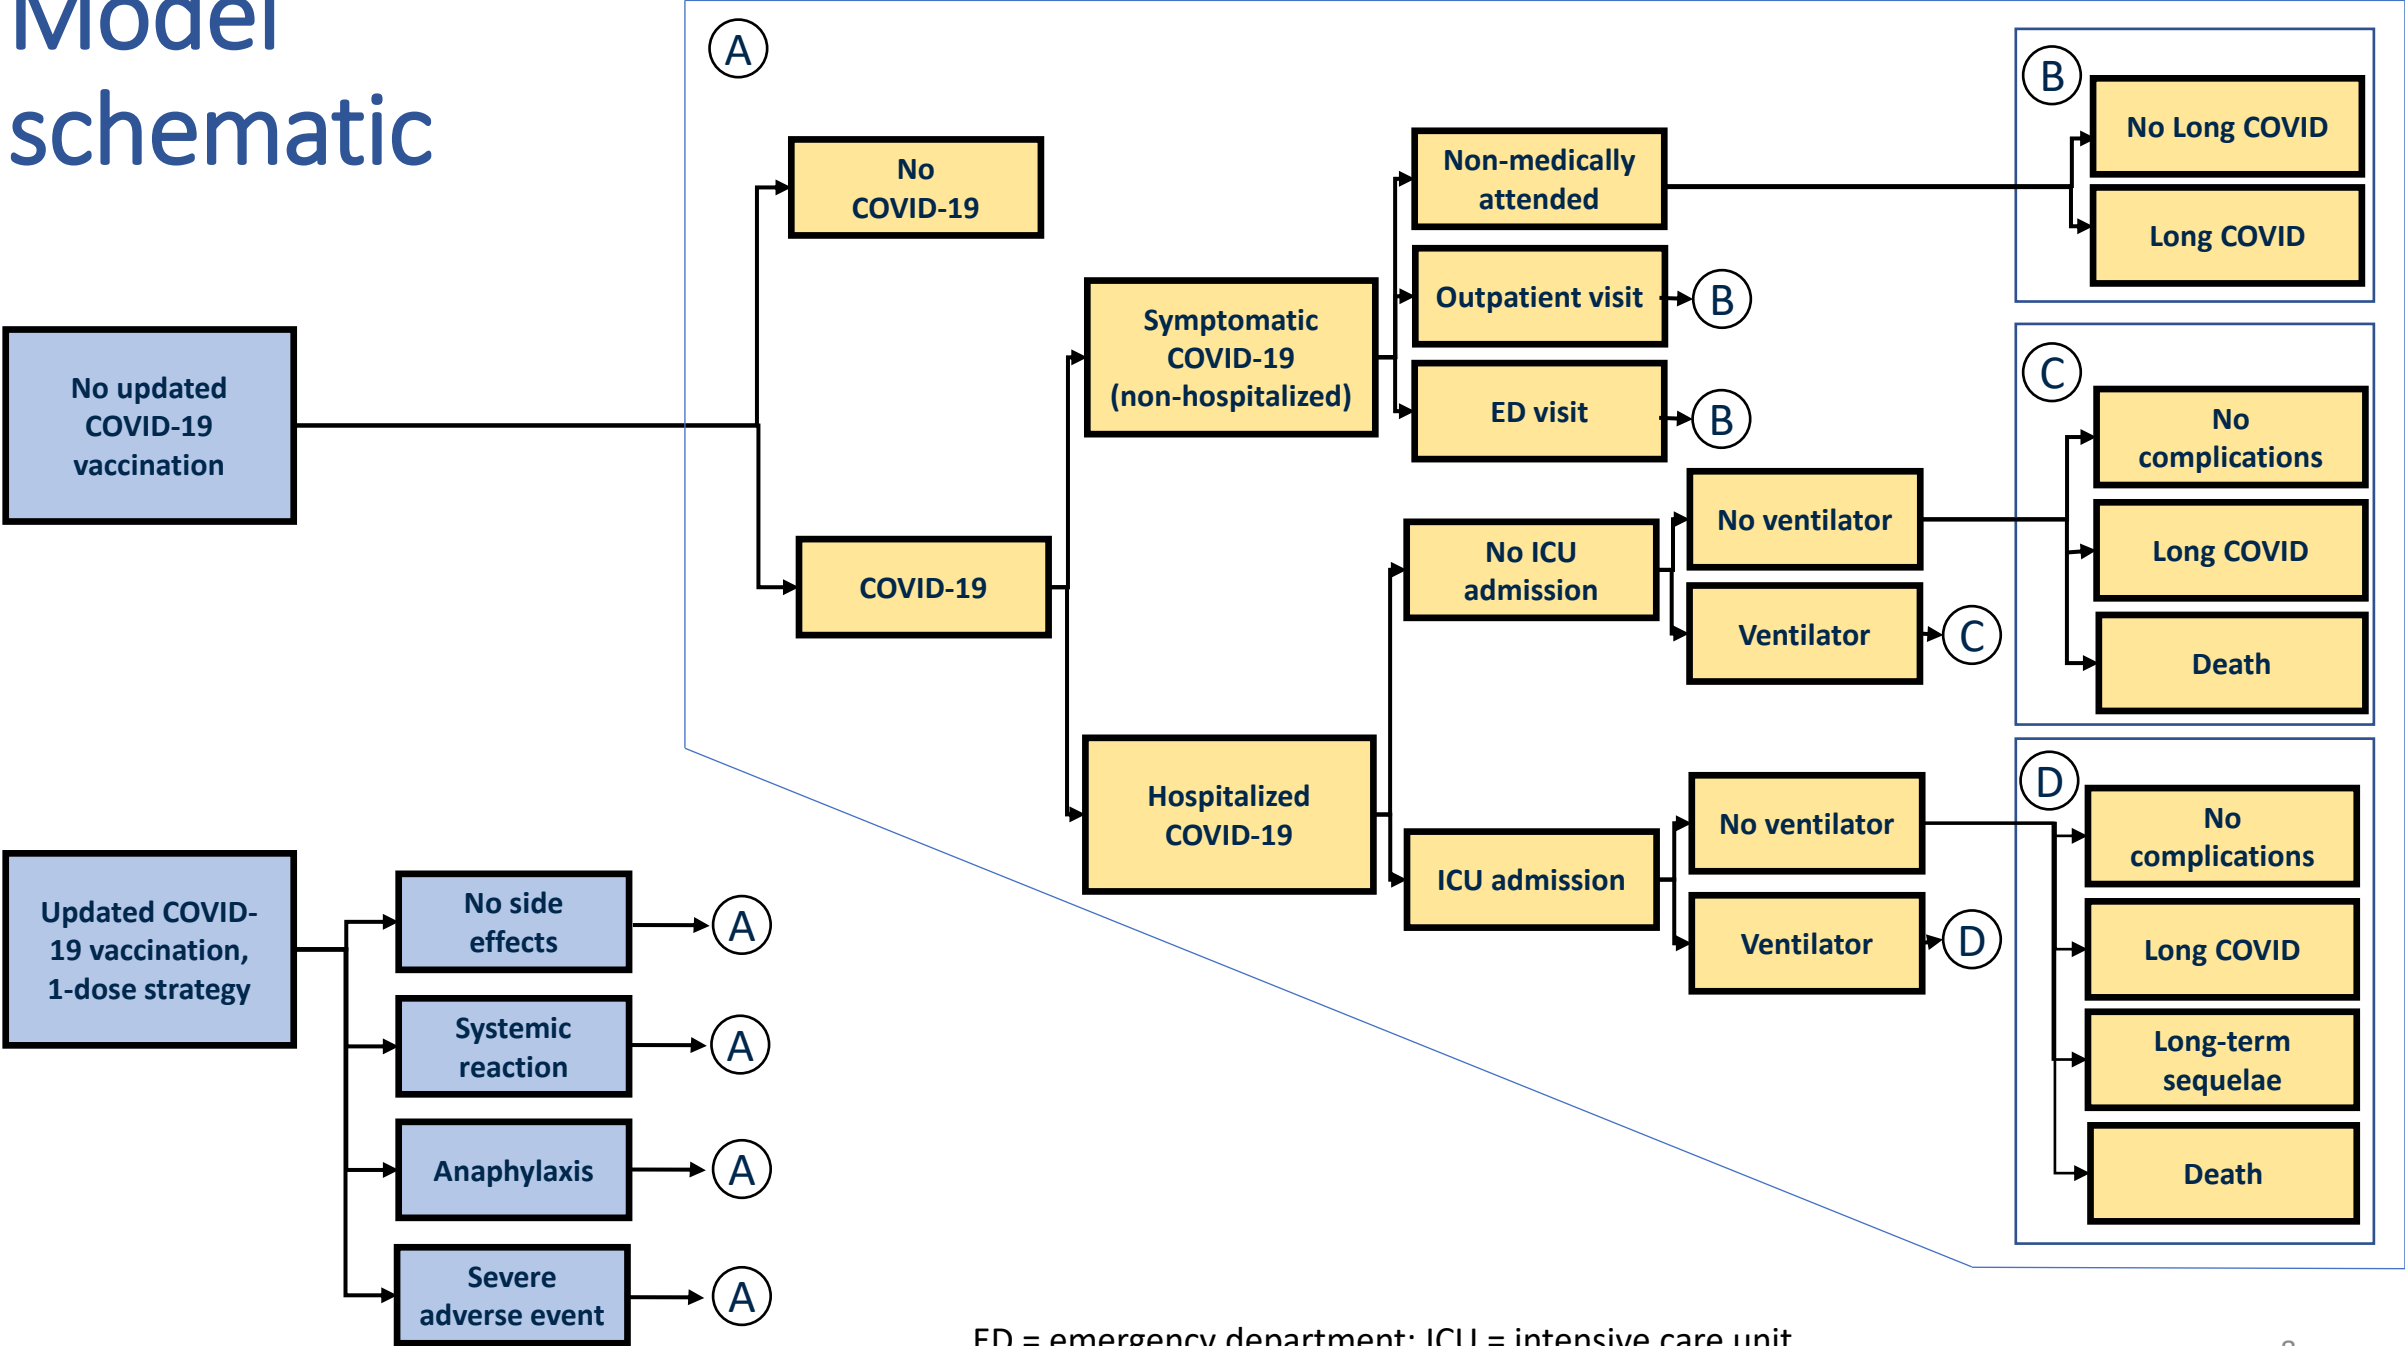 Model
schematic
A
No
COVID-19
COVID-19
No updated
COVID-19
vaccination
Symptomatic
COVID-19
(non-hospitalized)
Hospitalized
COVID-19
Non-medically
attended
Outpatient visit
B
ED visit
B
No ICU
admission
No ventilator
Ventilator
C
ICU admission
No ventilator
Ventilator
D
B
No Long COVID
Long COVID
C
No
complications
Long COVID
Death
D
No
complications
Long COVID
Long-term
sequelae
Death
Updated COVID-
19 vaccination,
1-dose strategy
No side
effects
A
Systemic
reaction
A
Anaphylaxis
A
Severe
adverse event
A
ED = emergency department; ICU = intensive care unit